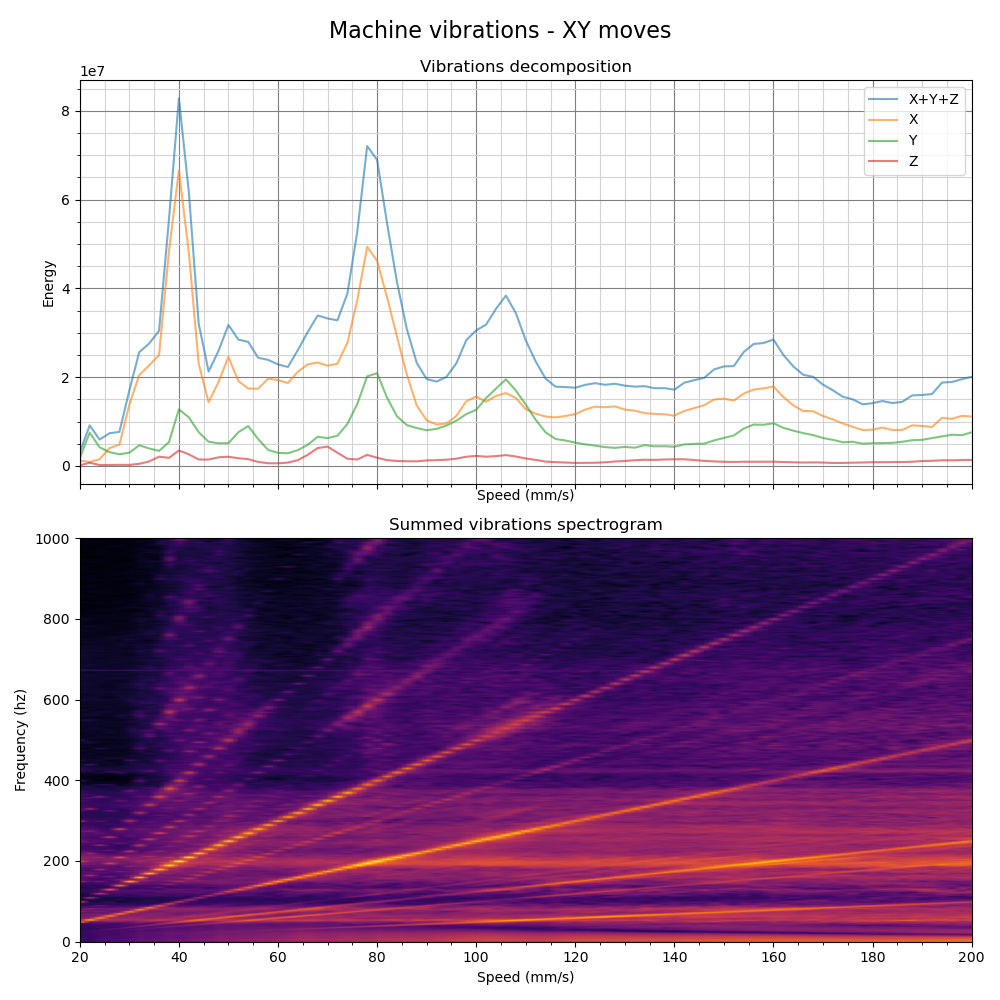 Machine vibrations - XY moves
Vibrations decomposition
1e7
8
6
4
2
0
Energy
X+Y+Z
X
Y
Z
Speed (mm/s)
Summed vibrations spectrogram
1000
800
600
400
200
0
Frequency (hz)
20 40 60 80 100 120 140 160 180 200
Speed (mm/s)